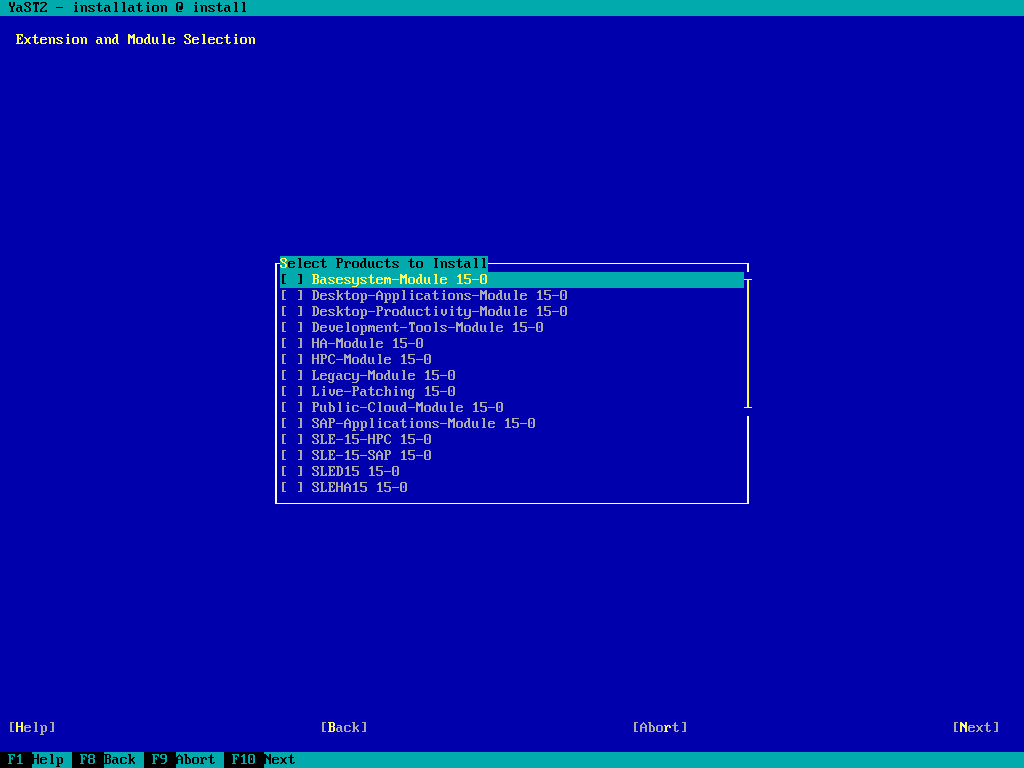 YaST2 - installation @ install
Extension and Module Selection
Select Products to Install
[ ] Basesystem-Module 15-0
[ ] Desktop-Applications-Module 15-0
[ ] Desktop-Productivity-Module 15-0
[ ] Development-Tools-Module 15-0
[ ] HA-Module 15-0
[ ] HPC-Module 15-0
[ ] Legacy-Module 15-0
[ ] Live-Patching 15-0
[ ] Public-Cloud-Module 15-0
[ ] SAP-Applications-Module 15-0
[ ] SLE-15-HPC 15-0
[ ] SLE-15-SAP 15-0
[ ] SLED15 15-0
[ ] SLEHA15 15-0
[Help] [Back] [Abort] [Next]
F1 Help F8 Back F9 Abort F10 Next